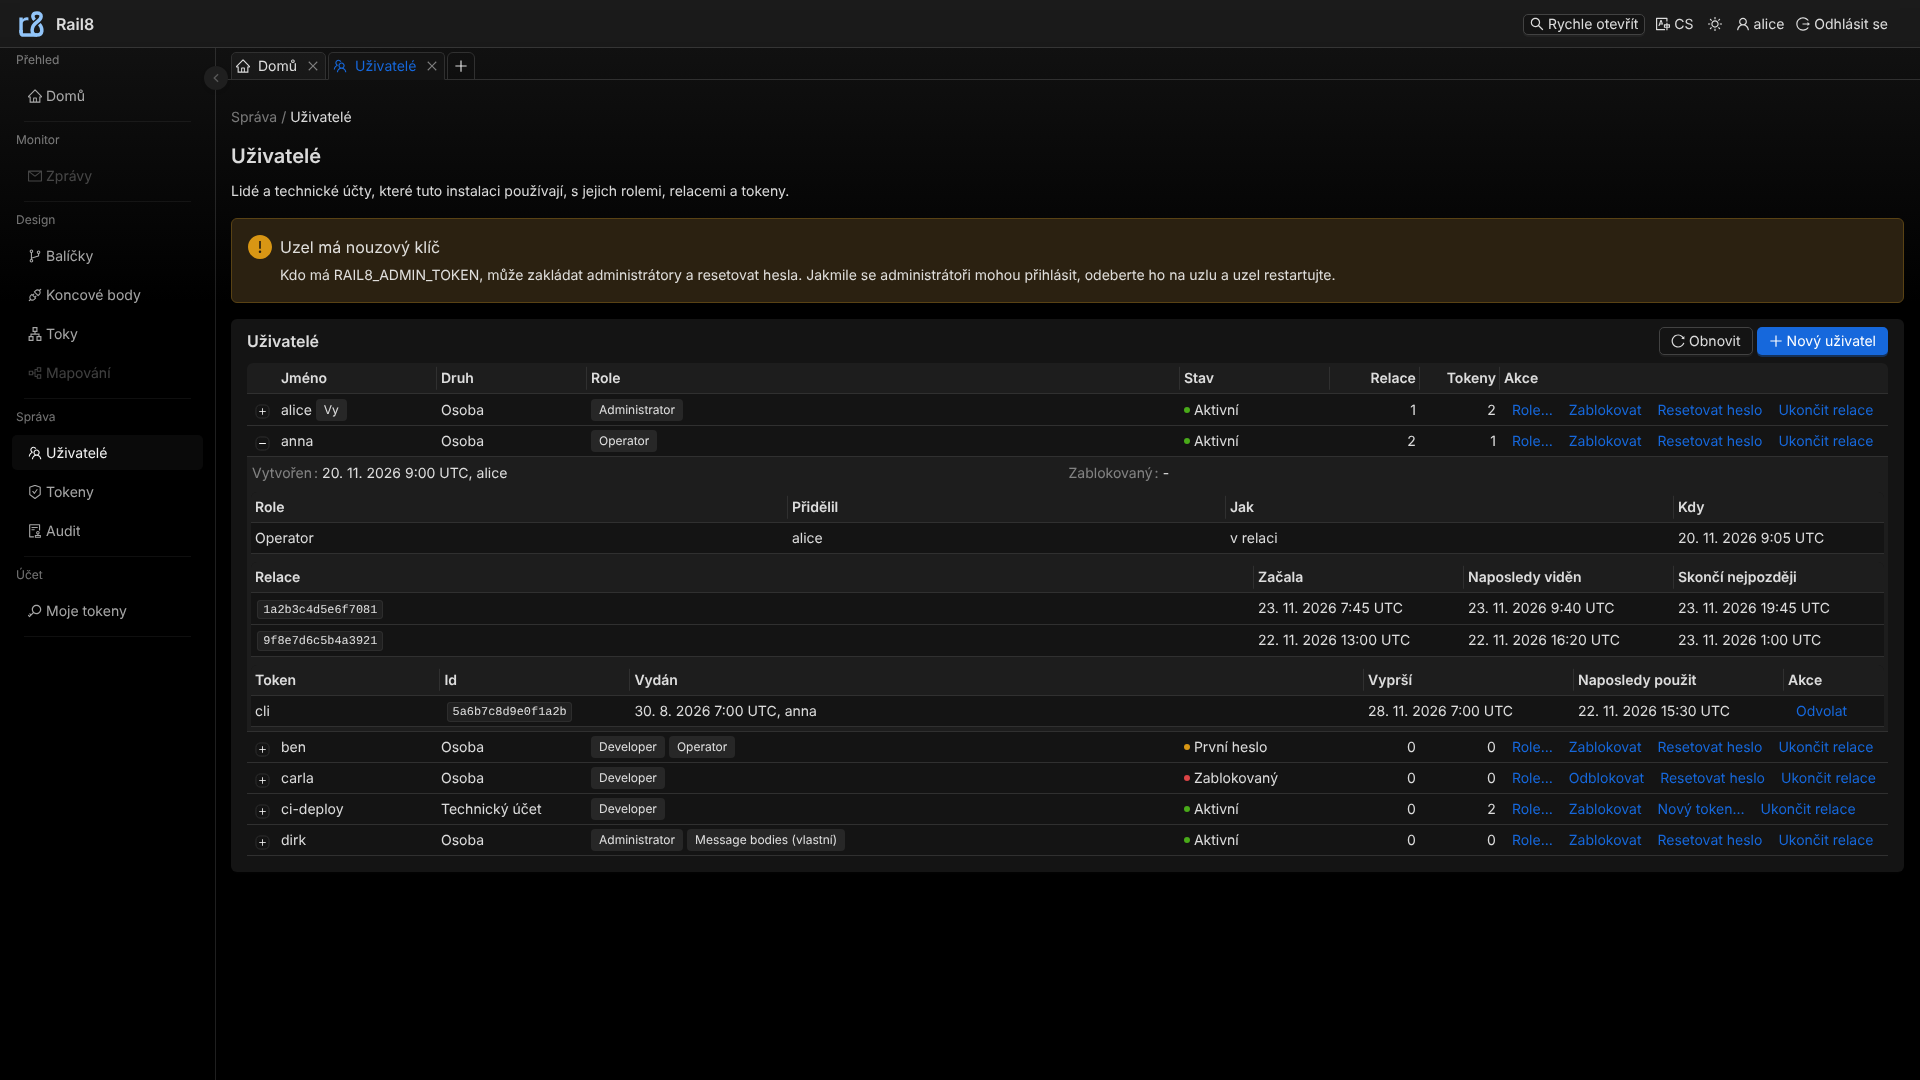 Rail8
Rychle otevřít CS alice Odhlásit se
Přehled
Domů
Monitor
Zprávy
Design
Balíčky
Koncové body
Toky
Mapování
Správa
Uživatelé
Tokeny
Audit
Účet
Moje tokeny
Domů Uživatelé
Správa / Uživatelé
Uživatelé
Lidé a technické účty, které tuto instalaci používají, s jejich rolemi, relacemi a tokeny.
Uzel má nouzový klíč
Kdo má RAIL8_ADMIN_TOKEN, může zakládat administrátory a resetovat hesla. Jakmile se administrátoři mohou přihlásit, odeberte ho na uzlu a uzel restartujte.
Uživatelé Obnovit Nový uživatel
Jméno Druh Role Stav Relace Tokeny Akce
alice Vy Osoba Administrator Aktivní 1 2 Role... Zablokovat Resetovat heslo Ukončit relace
anna Osoba Operator Aktivní 2 1 Role... Zablokovat Resetovat heslo Ukončit relace
Vytvořen: 20. 11. 2026 9:00 UTC, alice Zablokovaný: -
Role Přidělil Jak Kdy
Operator alice v relaci 20. 11. 2026 9:05 UTC
Relace Začala Naposledy viděn Skončí nejpozději
1a2b3c4d5e6f7081 23. 11. 2026 7:45 UTC 23. 11. 2026 9:40 UTC 23. 11. 2026 19:45 UTC
9f8e7d6c5b4a3921 22. 11. 2026 13:00 UTC 22. 11. 2026 16:20 UTC 23. 11. 2026 1:00 UTC
Token Id Vydán Vyprší Naposledy použit Akce
cli 5a6b7c8d9e0f1a2b 30. 8. 2026 7:00 UTC, anna 28. 11. 2026 7:00 UTC 22. 11. 2026 15:30 UTC Odvolat
ben Osoba Developer Operator První heslo 0 0 Role... Zablokovat Resetovat heslo Ukončit relace
carla Osoba Developer Zablokovaný 0 0 Role... Odblokovat Resetovat heslo Ukončit relace
ci-deploy Technický účet Developer Aktivní 0 2 Role... Zablokovat Nový token... Ukončit relace
dirk Osoba Administrator Message bodies (vlastní) Aktivní 0 0 Role... Zablokovat Resetovat heslo Ukončit relace